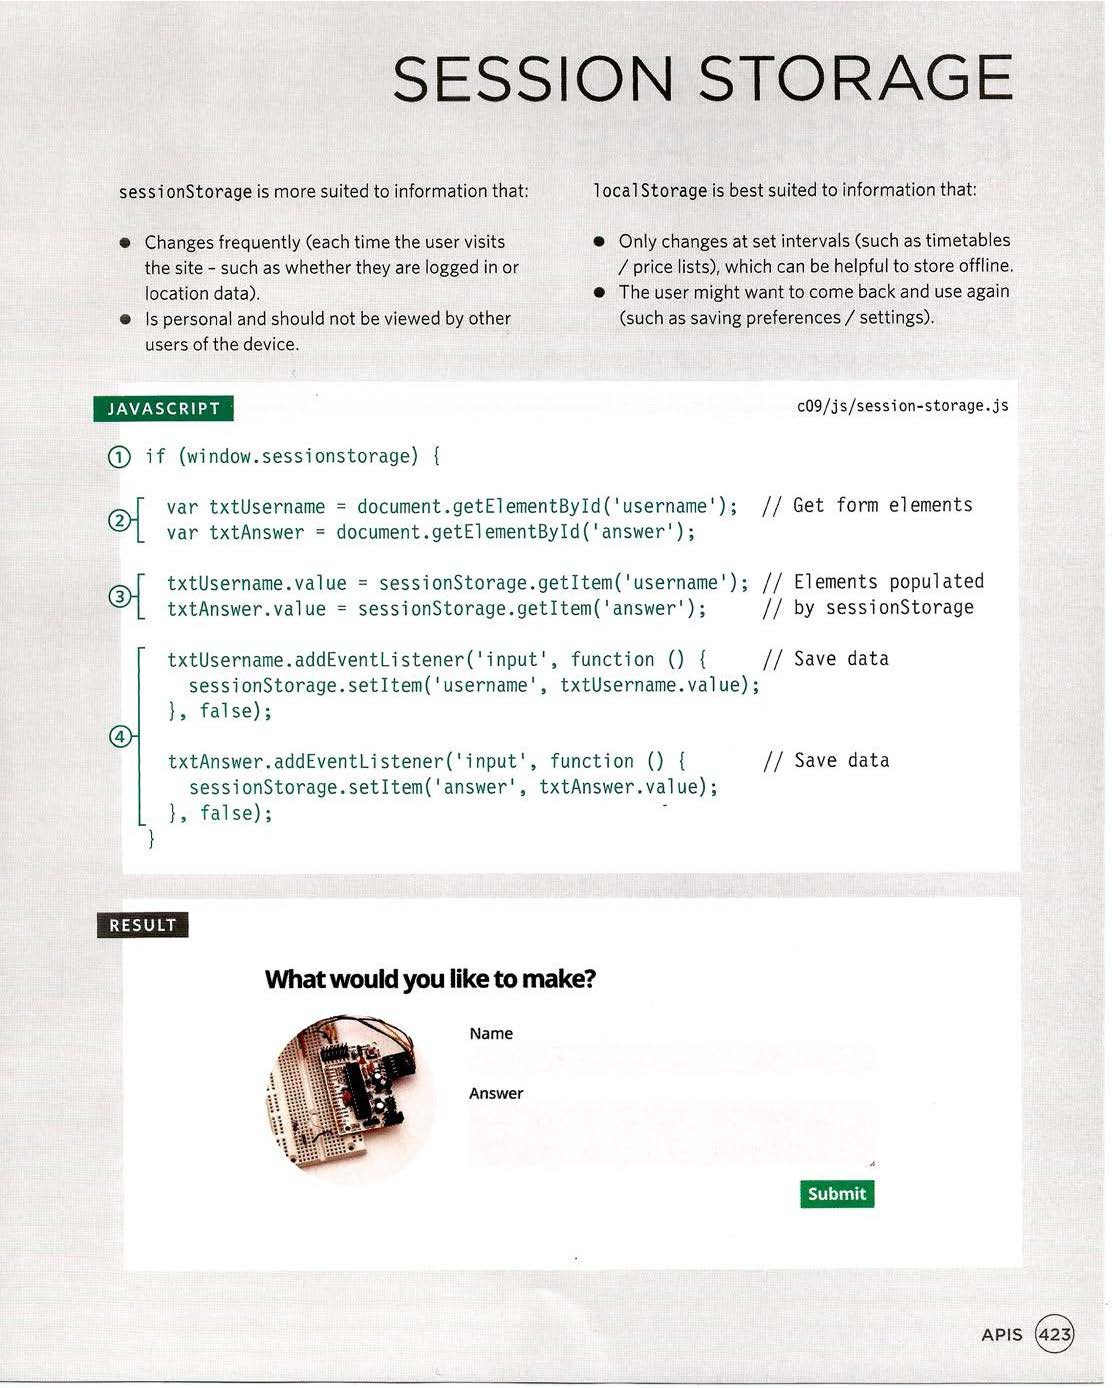 SESSION STORAGE
sessionStorage is more suited to information that:
● Changes frequently (each time the user visits
the site – such as whether they are logged in or
location data).
● Is personal and should not be viewed by other
users of the device.
localStorage is best suited to information that:
● Only changes at set intervals (such as timetables
/ price lists), which can be helpful to store offline.
● The user might want to come back and use again
(such as saving preferences / settings).
JAVASCRIPT c09/js/session-storage.js
① if (window.sessionstorage) {
② var txtUsername = document.getElementById('username'); // Get form elements
var txtAnswer = document.getElementById('answer');
③ txtUsername.value = sessionStorage.getItem('username'); // Elements populated
txtAnswer.value = sessionStorage.getItem('answer'); // by sessionStorage
④ txtUsername.addEventListener('input', function () { // Save data
sessionStorage.setItem('username', txtUsername.value);
}, false);
txtAnswer.addEventListener('input', function () { // Save data
sessionStorage.setItem('answer', txtAnswer.value);
}, false);
}
RESULT
What would you like to make?
Name
Answer
Submit
APIS 423